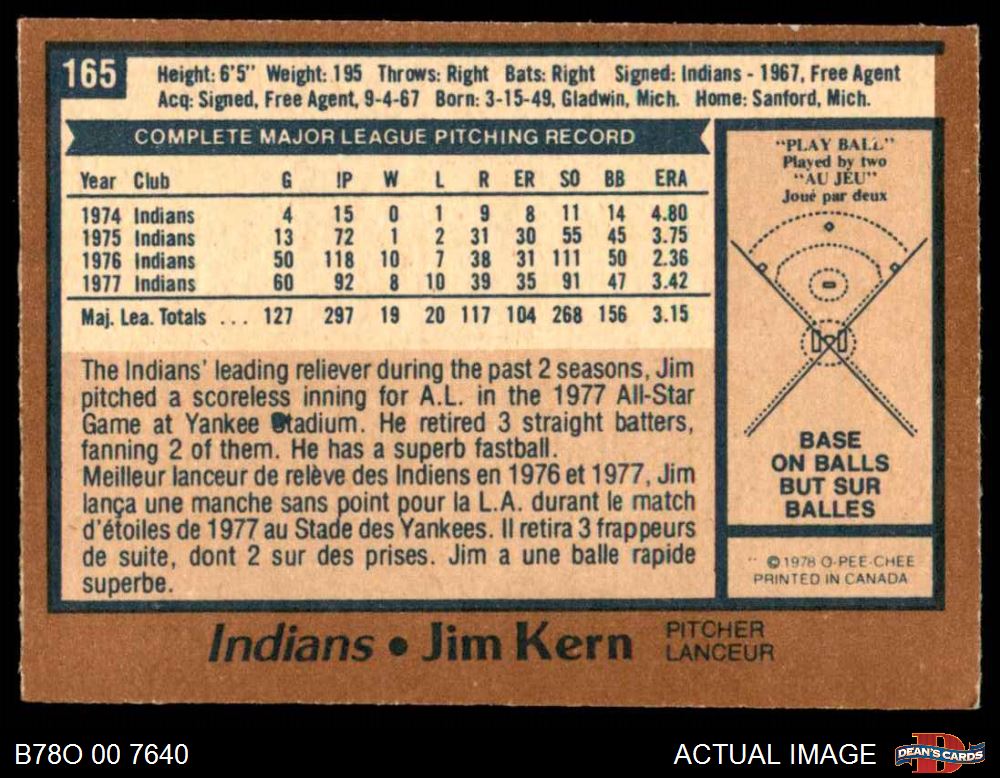 165
Height: 6'5" Weight: 195 Throws: Right Bats: Right Signed: Indians - 1967, Free Agent
Acq: Signed, Free Agent, 9-4-67 Born: 3-15-49, Gladwin, Mich. Home: Sanford, Mich.
COMPLETE MAJOR LEAGUE PITCHING RECORD
Year Club G IP W L R ER SO BB ERA
1974 Indians 4 15 0 1 9 8 11 14 4.80
1975 Indians 13 72 1 2 31 30 55 45 3.75
1976 Indians 50 118 10 7 38 31 111 50 2.36
1977 Indians 60 92 8 10 39 35 91 47 3.42
Maj. Lea. Totals ... 127 297 19 20 117 104 268 156 3.15
The Indians' leading reliever during the past 2 seasons, Jim
pitched a scoreless inning for A.L. in the 1977 All-Star
Game at Yankee Stadium. He retired 3 straight batters,
fanning 2 of them. He has a superb fastball.
Meilleur lanceur de relève des Indiens en 1976 et 1977, Jim
lança une manche sans point pour la L.A. durant le match
d'étoiles de 1977 au Stade des Yankees. Il retira 3 frappeurs
de suite, dont 2 sur des prises. Jim a une balle rapide
superbe.
"PLAY BALL"
Played by two
"AU JEU"
Joué par deux
BASE
ON BALLS
BUT SUR
BALLES
©1978 O-PEE-CHEE
PRINTED IN CANADA
Indians • Jim Kern
PITCHER
LANCEUR
B78O 00 7640
ACTUAL IMAGE
DEAN'S CARDS